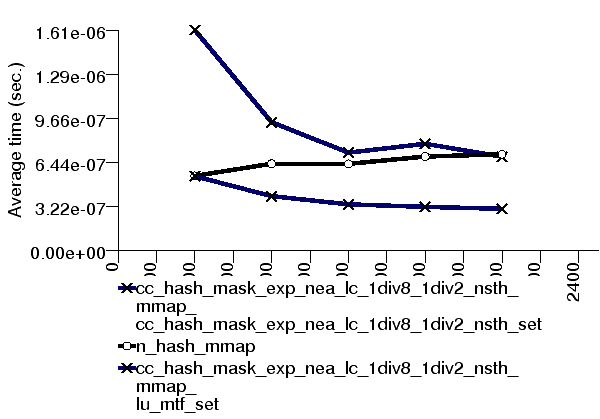 1.61e-06
1.29e-06
9.66e-07
6.44e-07
3.22e-07
0.00e+00
Average time (sec.)
0
2400
cc_hash_mask_exp_nea_lc_1div8_1div2_nsth_
mmap_
cc_hash_mask_exp_nea_lc_1div8_1div2_nsth_set
n_hash_mmap
cc_hash_mask_exp_nea_lc_1div8_1div2_nsth_
mmap_
lu_mtf_set